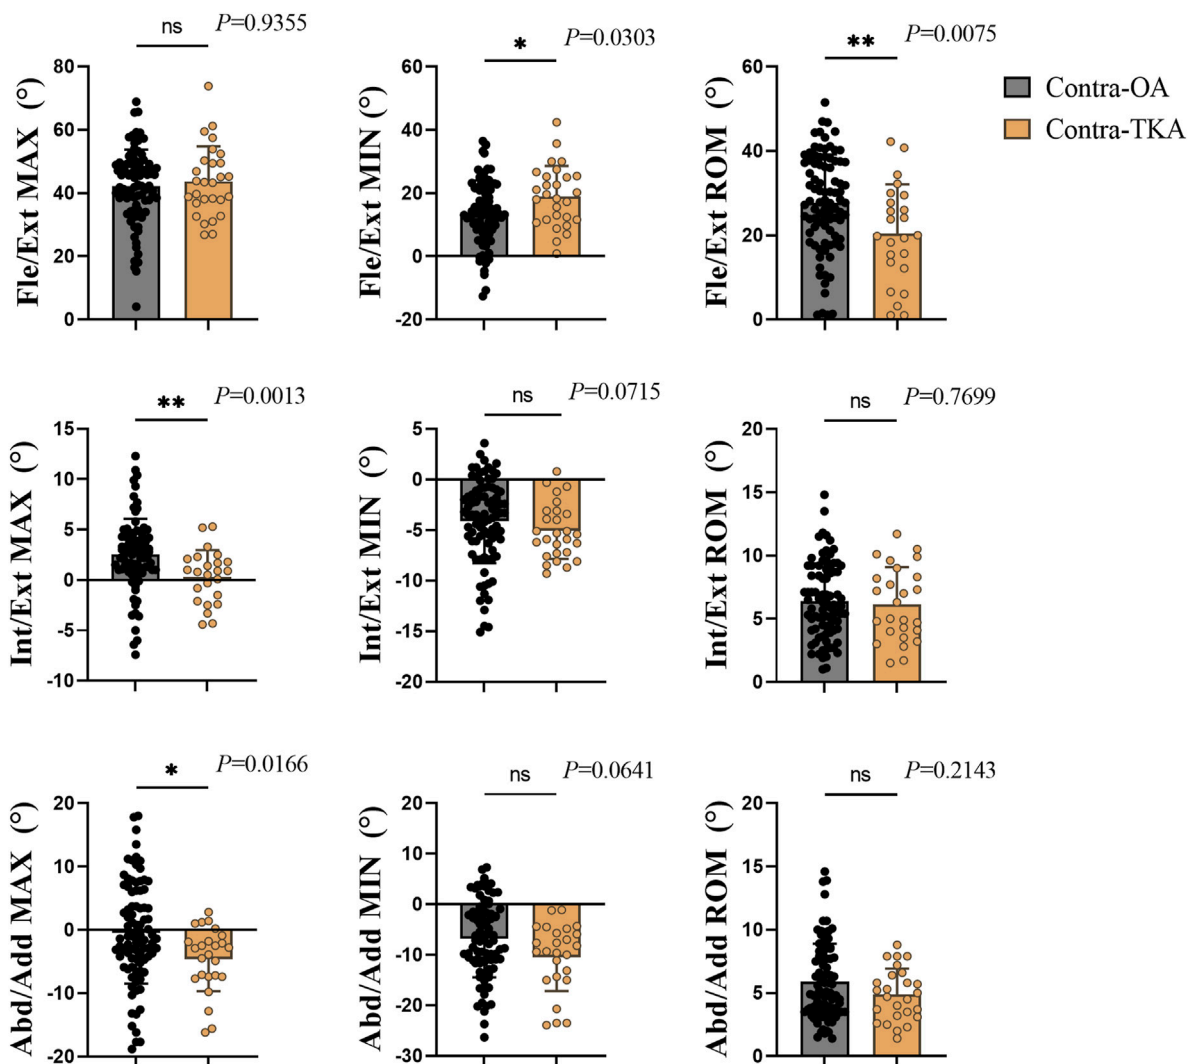 ns P=0.9355
Fle/Ext MAX (°)
80
60
40
20
0
* P=0.0303
Fle/Ext MIN (°)
60
40
20
0
-20
** P=0.0075
Fle/Ext ROM (°)
60
40
20
0
Contra-OA
Contra-TKA
** P=0.0013
Int/Ext MAX (°)
15
10
5
0
-5
-10
ns P=0.0715
Int/Ext MIN (°)
5
0
-5
-10
-15
-20
ns P=0.7699
Int/Ext ROM (°)
20
15
10
5
0
* P=0.0166
Abd/Add MAX (°)
20
10
0
-10
-20
ns P=0.0641
Abd/Add MIN (°)
20
10
0
-10
-20
-30
ns P=0.2143
Abd/Add ROM (°)
20
15
10
5
0